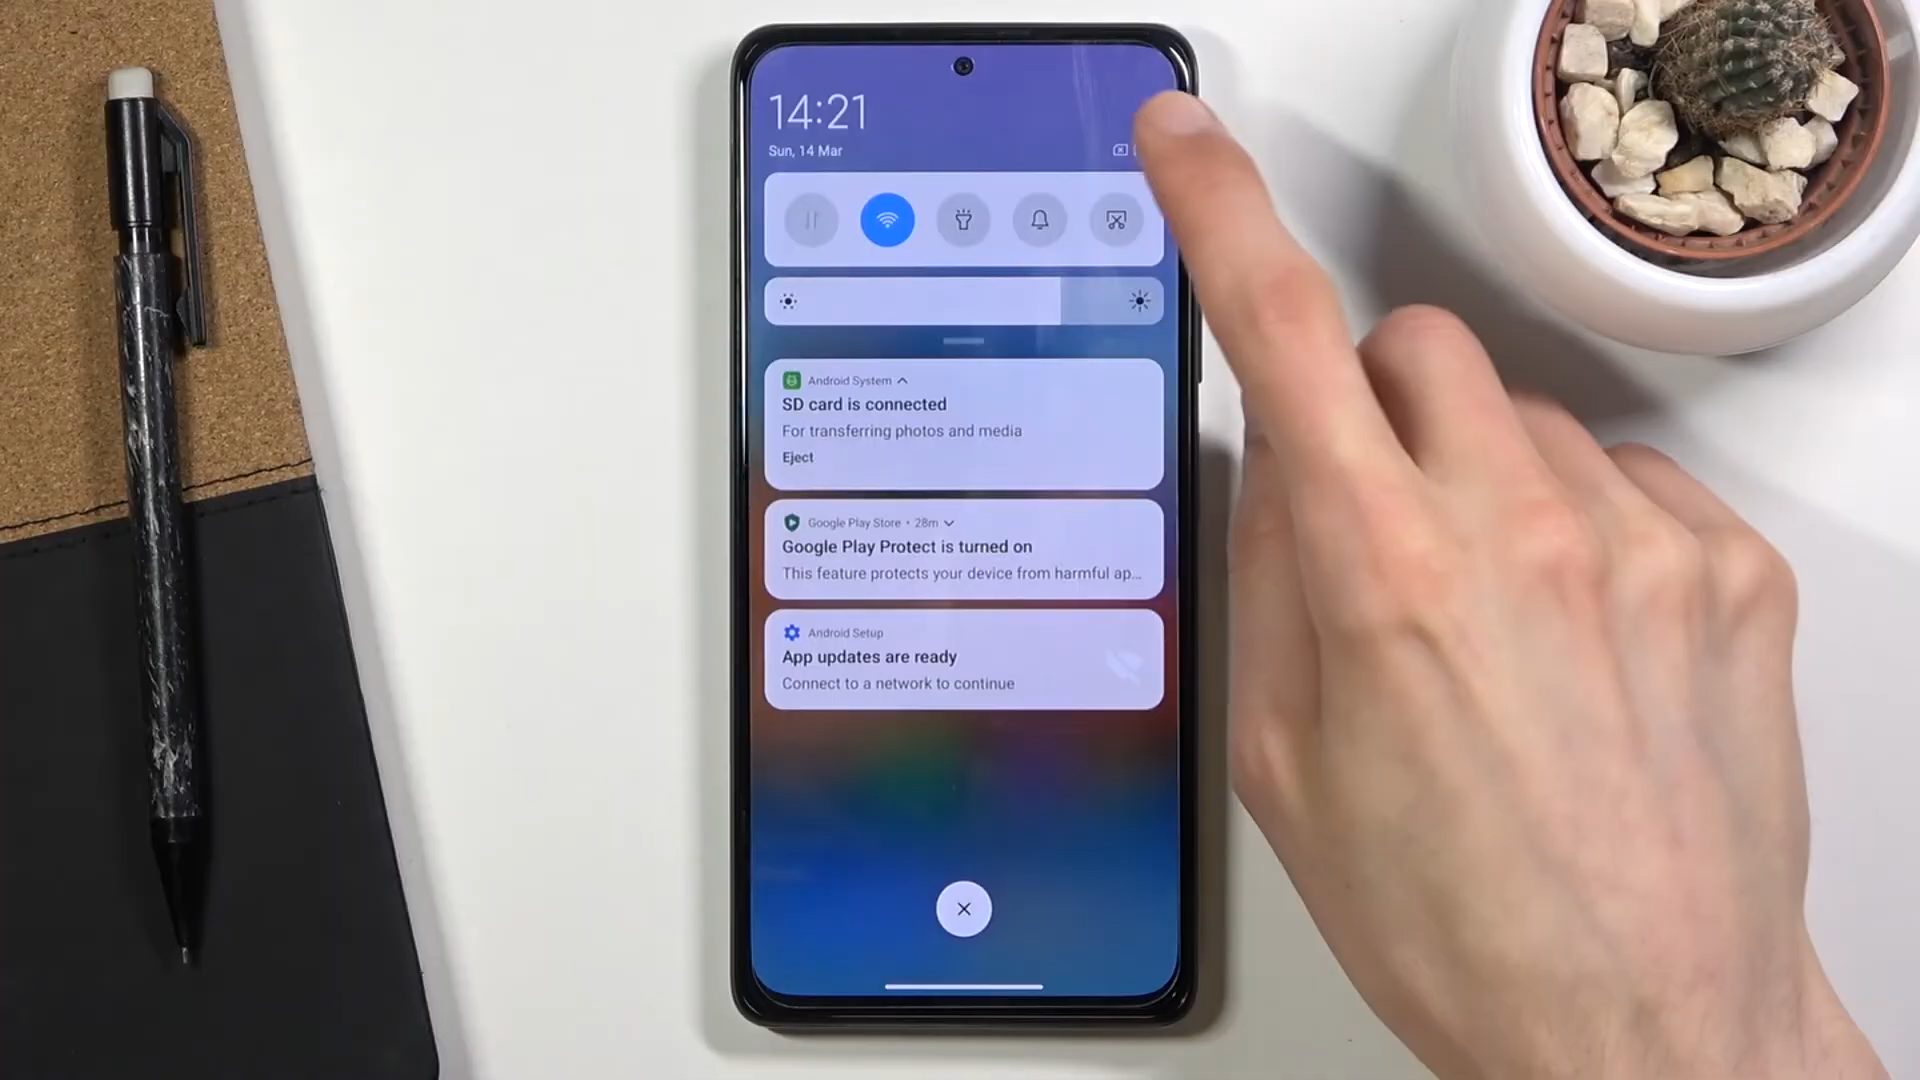 14:21
Sun, 14 Mar
Android System
SD card is connected
For transferring photos and media
Eject
Google Play Store • 28m
Google Play Protect is turned on
This feature protects your device from harmful ap...
Android Setup
App updates are ready
Connect to a network to continue